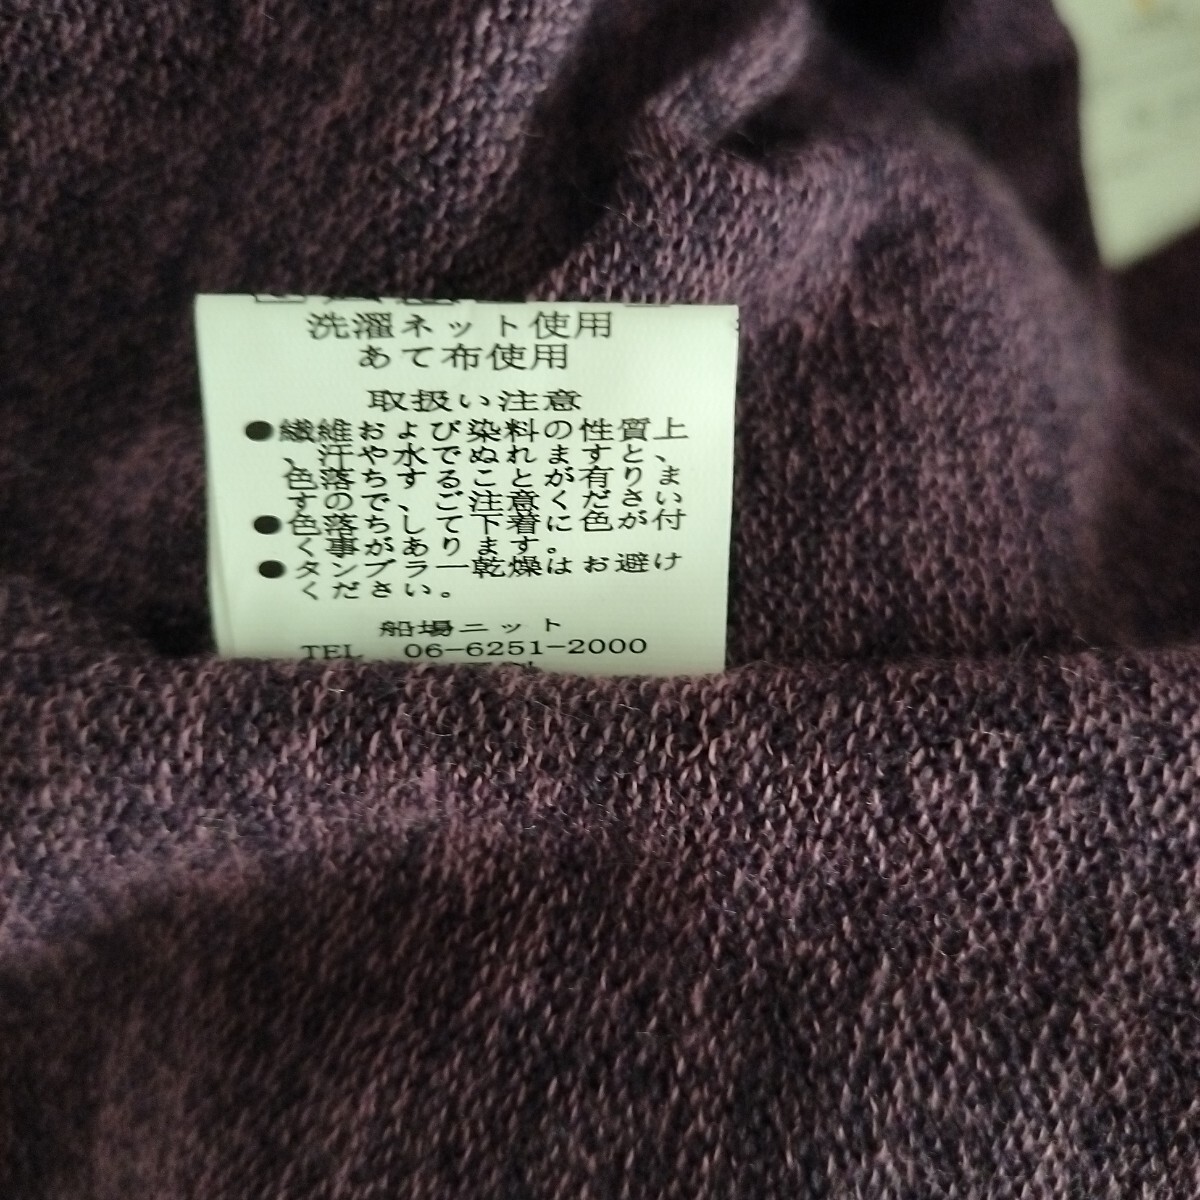 洗濯ネット使用
あて布使用
取扱い注意
●繊維および染料の性質上
、汗や水でぬれますと、
色落ちすることが有りま
すので、ご注意ください
●色落ちして下着に色が付
く事があります。
●タンブラー乾燥はお避け
ください。
船場ニット
TEL 06-6251-2000